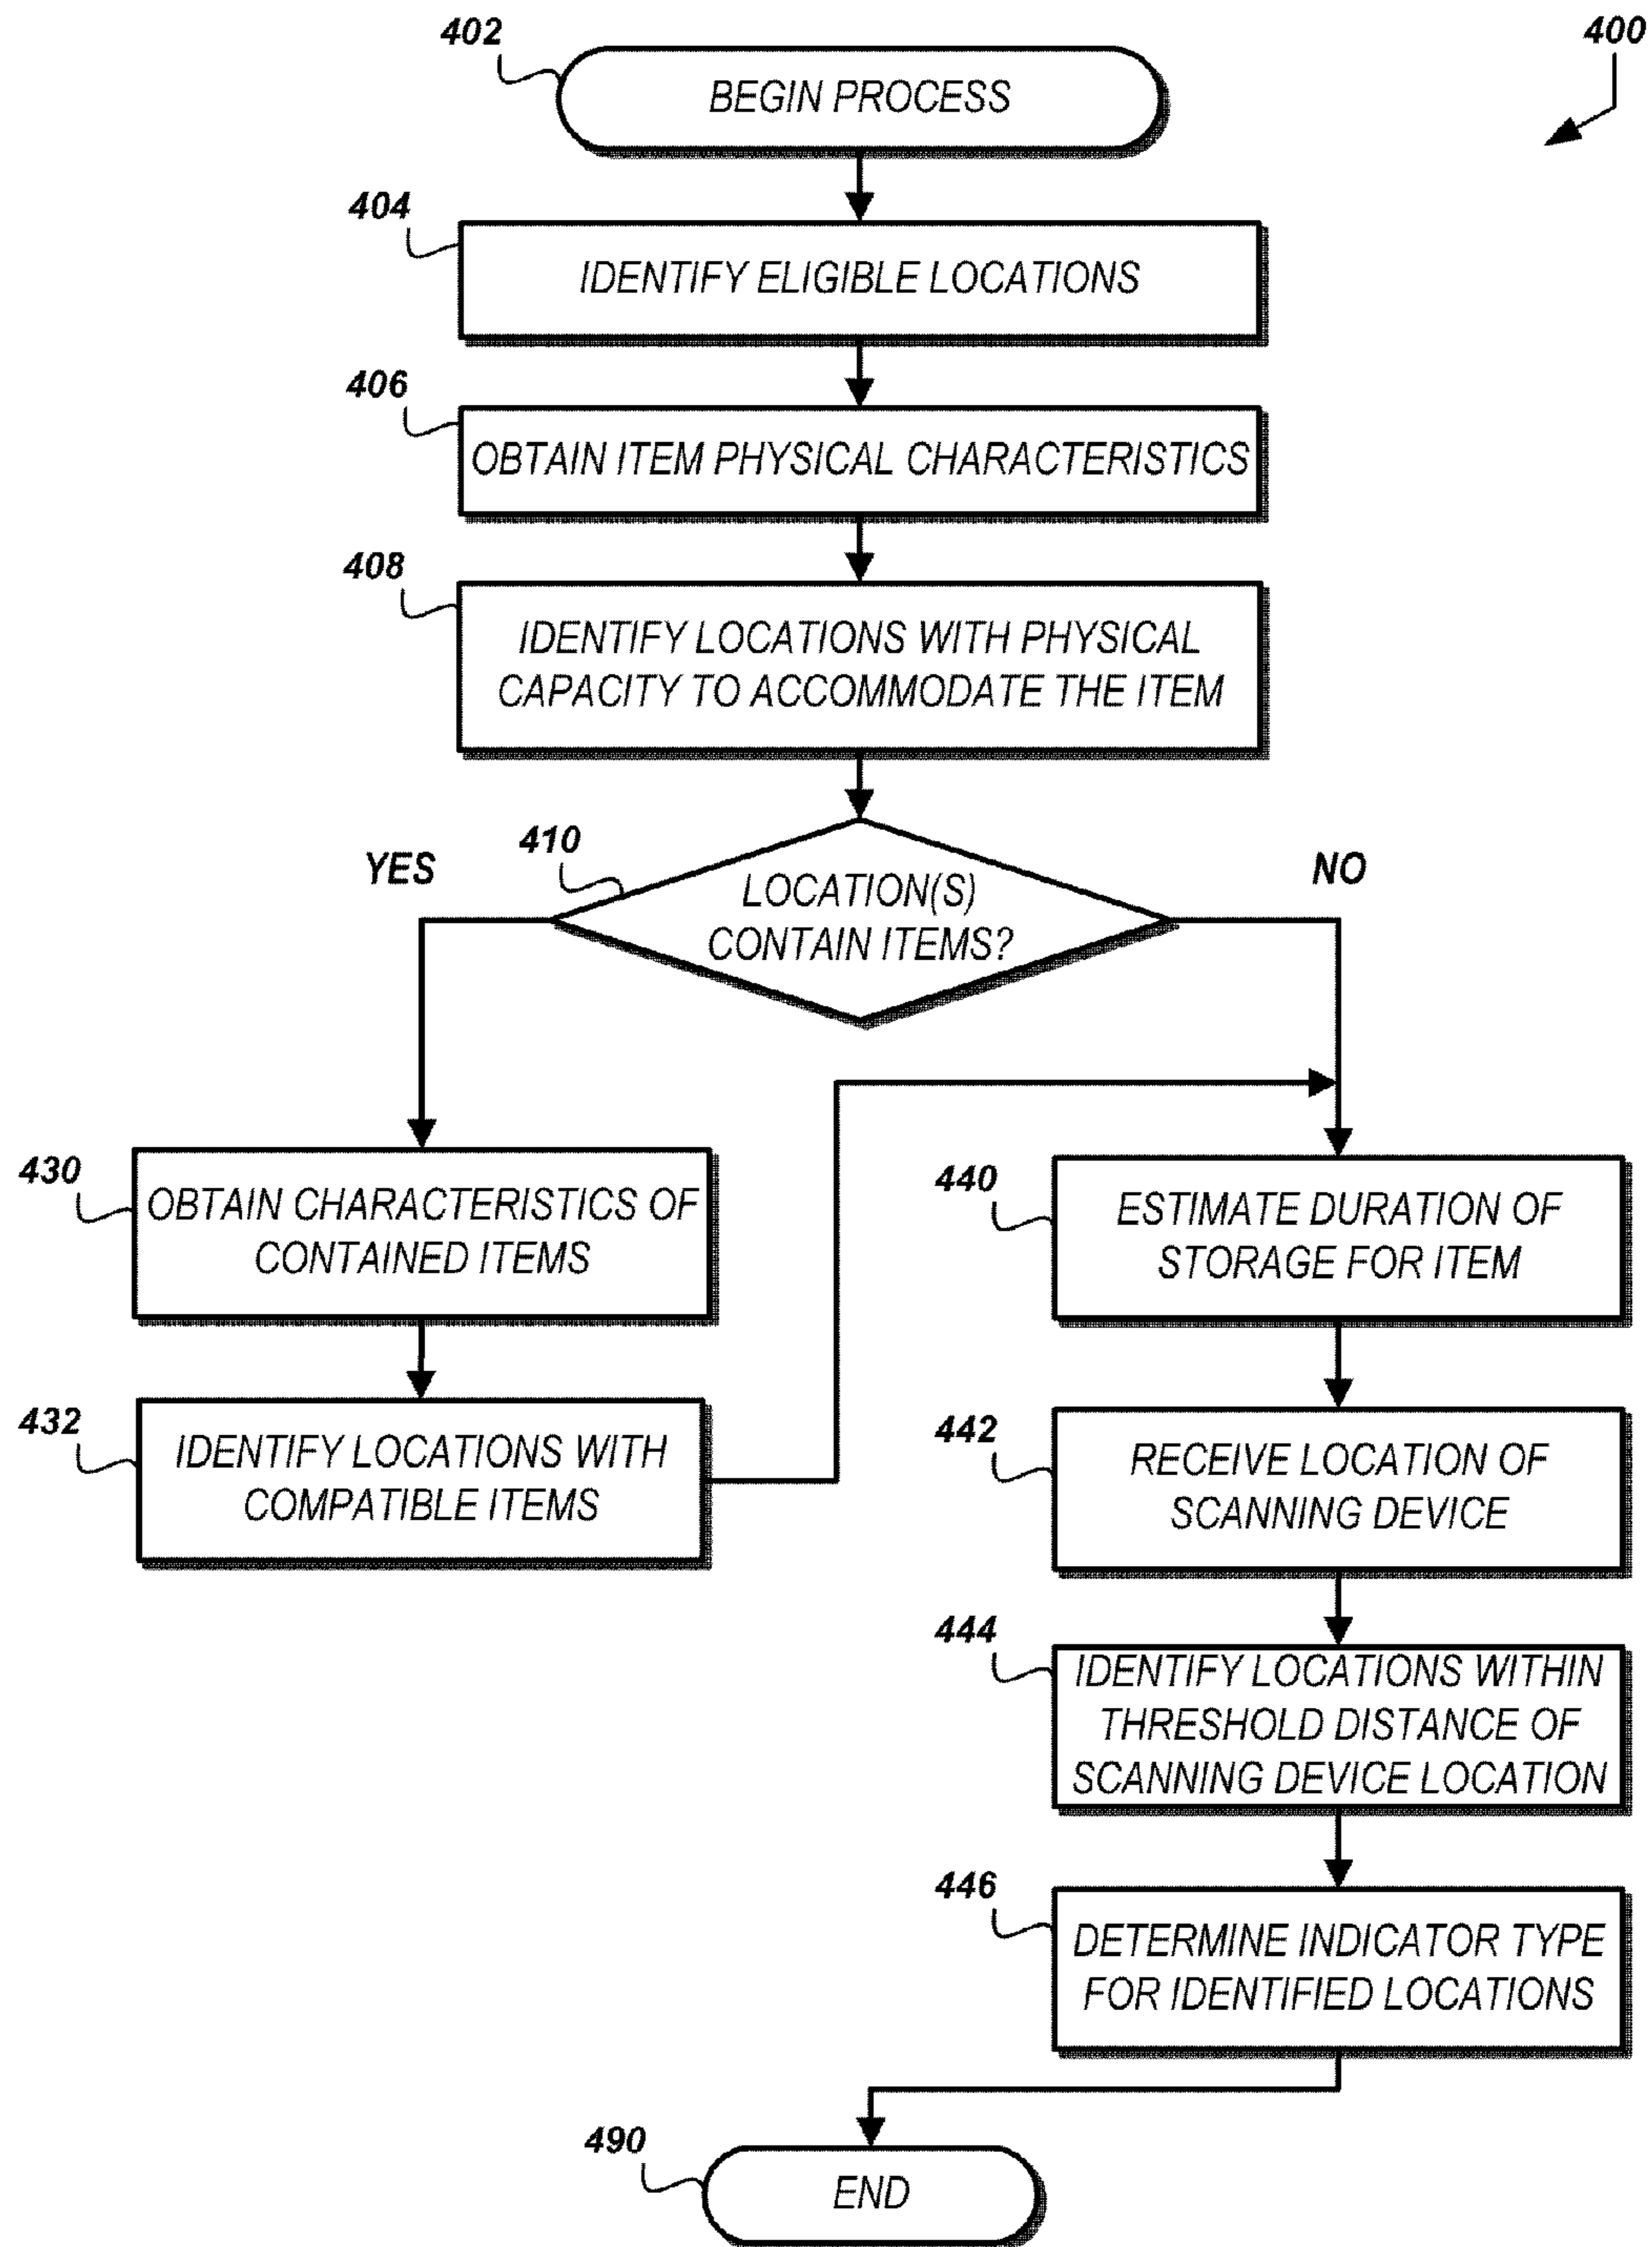 402
400
BEGIN PROCESS
404
IDENTIFY ELIGIBLE LOCATIONS
406
OBTAIN ITEM PHYSICAL CHARACTERISTICS
408
IDENTIFY LOCATIONS WITH PHYSICAL
CAPACITY TO ACCOMMODATE THE ITEM
410
YES
NO
LOCATION(S)
CONTAIN ITEMS?
430
OBTAIN CHARACTERISTICS OF
CONTAINED ITEMS
432
IDENTIFY LOCATIONS WITH
COMPATIBLE ITEMS
440
ESTIMATE DURATION OF
STORAGE FOR ITEM
442
RECEIVE LOCATION OF
SCANNING DEVICE
444
IDENTIFY LOCATIONS WITHIN
THRESHOLD DISTANCE OF
SCANNING DEVICE LOCATION
446
DETERMINE INDICATOR TYPE
FOR IDENTIFIED LOCATIONS
490
END